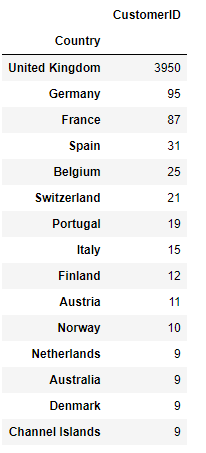 CustomerID
Country
United Kingdom 3950
Germany 95
France 87
Spain 31
Belgium 25
Switzerland 21
Portugal 19
Italy 15
Finland 12
Austria 11
Norway 10
Netherlands 9
Australia 9
Denmark 9
Channel Islands 9